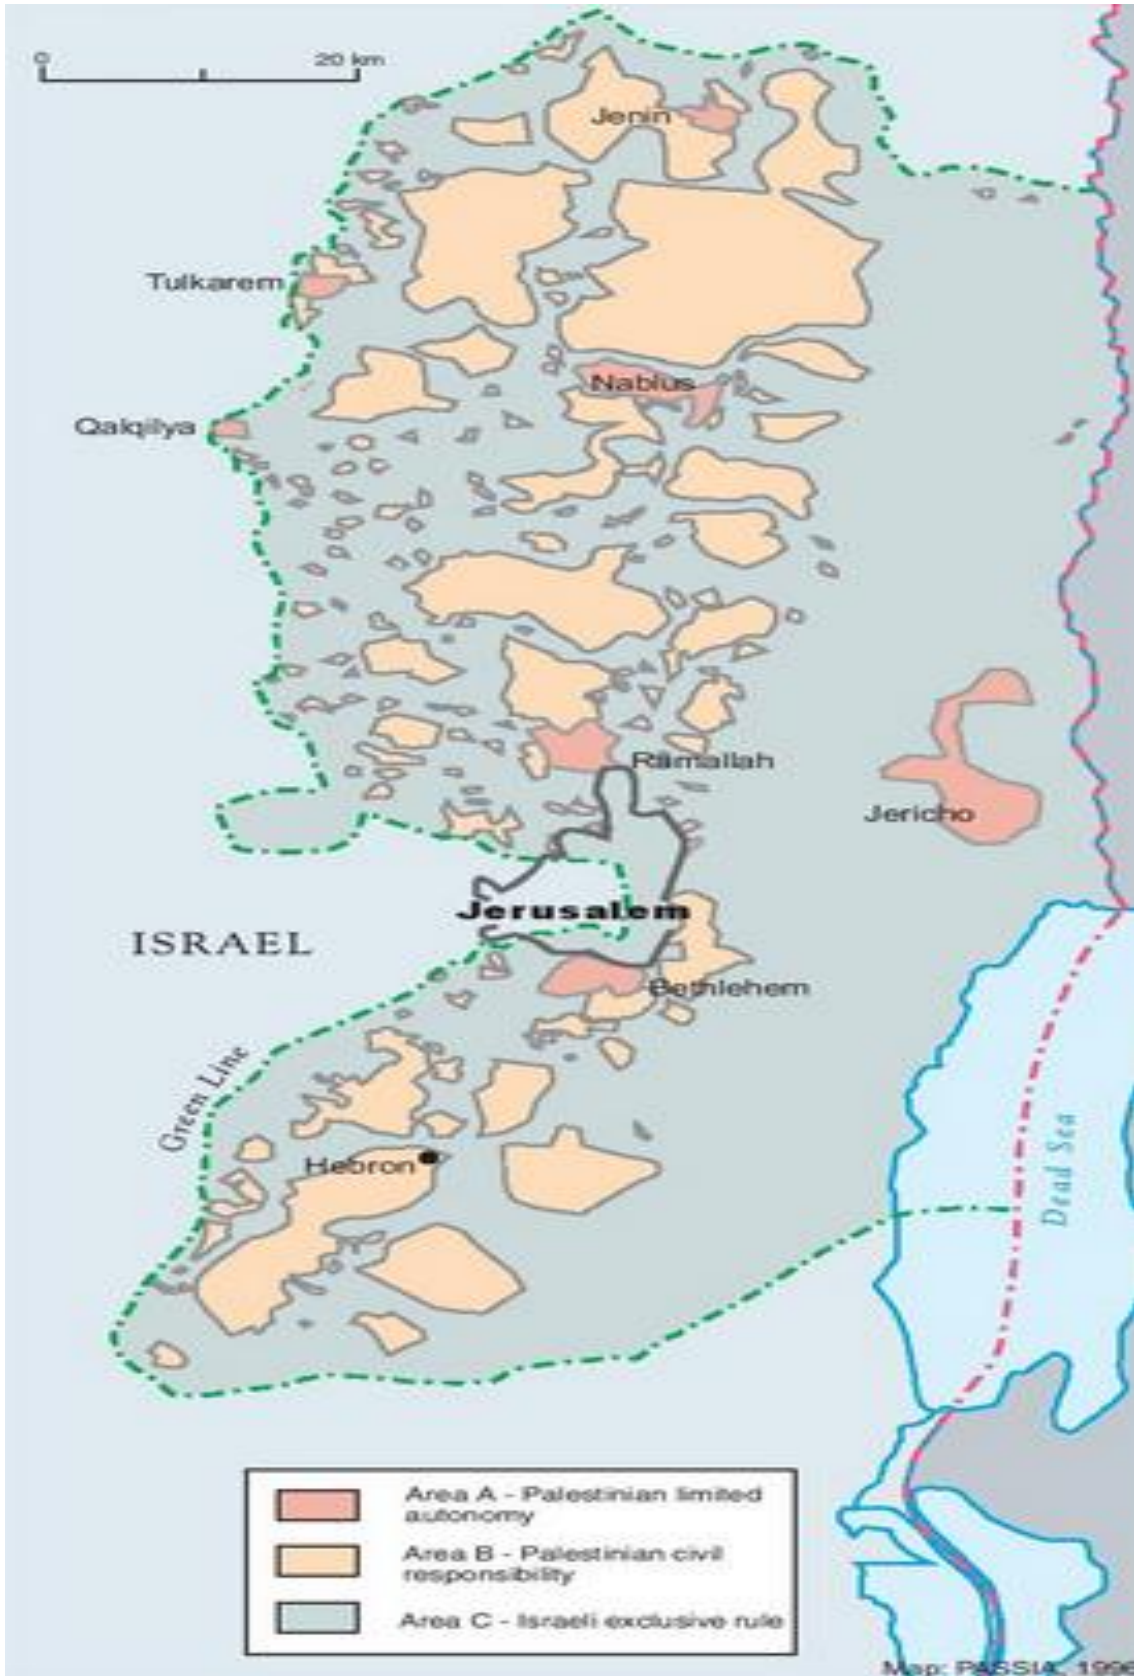 0 20 km
Jenin
Tulkarem
Nablus
Qalqilya
Ramallah
Jericho
Jerusalem
ISRAEL
Bethlehem
Green Line
Hebron
Dead Sea
Area A - Palestinian limited
autonomy
Area B - Palestinian civil
responsibility
Area C - Israeli exclusive rule
Map: PASSIA,